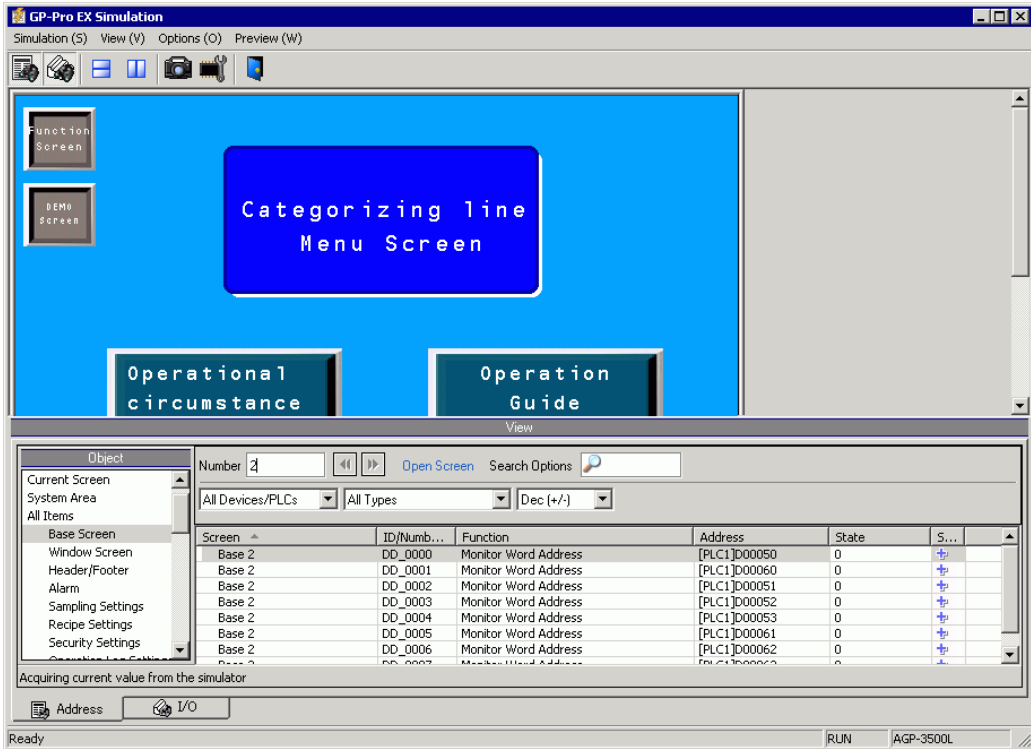 GP-Pro EX Simulation
Simulation (S) View (V) Options (O) Preview (W)
Function
Screen
DEMO
Screen
Categorizing line
Menu Screen
Operational
circumstance
Operation
Guide
View
Object
Current Screen
System Area
All Items
Base Screen
Window Screen
Header/Footer
Alarm
Sampling Settings
Recipe Settings
Security Settings
Number 2 Open Screen Search Options
All Devices/PLCs All Types Dec (+/-)
Screen ID/Numb... Function Address State S...
Base 2 DD_0000 Monitor Word Address [PLC1]D00050 0
Base 2 DD_0001 Monitor Word Address [PLC1]D00060 0
Base 2 DD_0002 Monitor Word Address [PLC1]D00051 0
Base 2 DD_0003 Monitor Word Address [PLC1]D00052 0
Base 2 DD_0004 Monitor Word Address [PLC1]D00053 0
Base 2 DD_0005 Monitor Word Address [PLC1]D00061 0
Base 2 DD_0006 Monitor Word Address [PLC1]D00062 0
Acquiring current value from the simulator
Address I/O
Ready RUN AGP-3500L